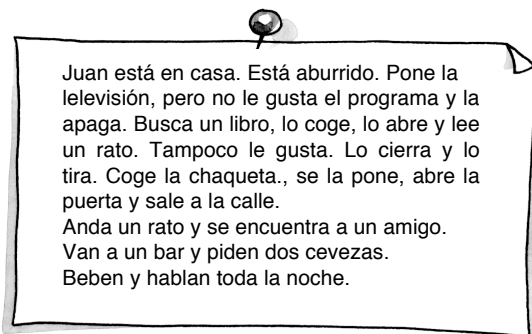 Juan está en casa. Está aburrido. Pone la
lelevisión, pero no le gusta el programa y la
apaga. Busca un libro, lo coge, lo abre y lee
un rato. Tampoco le gusta. Lo cierra y lo
tira. Coge la chaqueta., se la pone, abre la
puerta y sale a la calle.
Anda un rato y se encuentra a un amigo.
Van a un bar y piden dos cevezas.
Beben y hablan toda la noche.